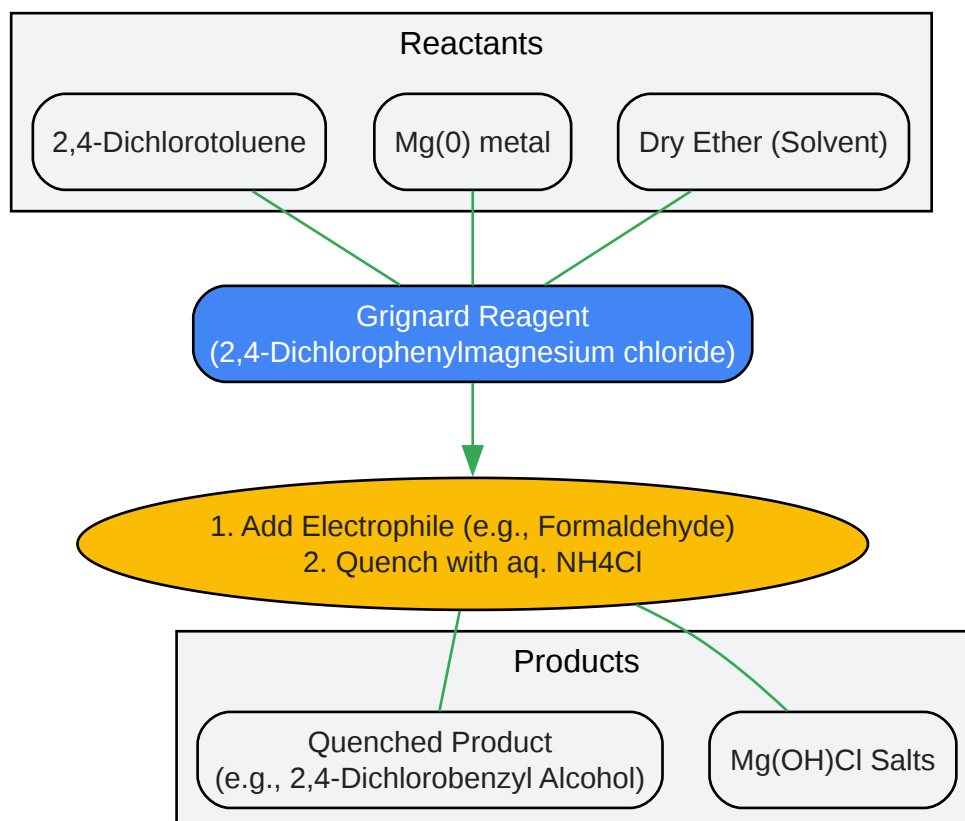 Reactants
2,4-Dichlorotoluene
Mg(0) metal
Dry Ether (Solvent)
Grignard Reagent
(2,4-Dichlorophenylmagnesium chloride)
1. Add Electrophile (e.g., Formaldehyde)
2. Quench with aq. NH4Cl
Products
Quenched Product
(e.g., 2,4-Dichlorobenzyl Alcohol)
Mg(OH)Cl Salts